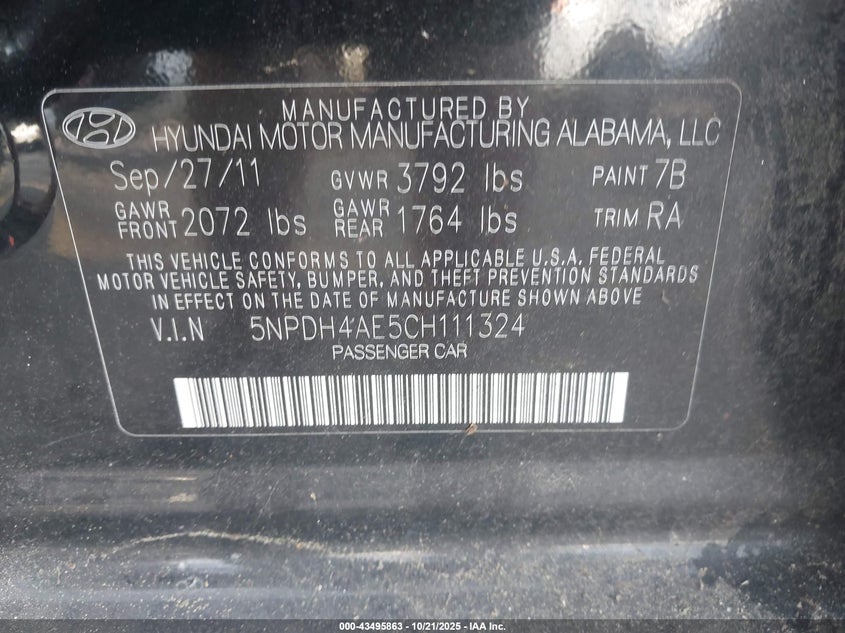 MANUFACTURED BY
HYUNDAI MOTOR MANUFACTURING ALABAMA, LLC
Sep/27/11 GVWR 3792 lbs PAINT 7B
GAWR FRONT 2072 lbs GAWR REAR 1764 lbs TRIM RA
THIS VEHICLE CONFORMS TO ALL APPLICABLE U.S.A. FEDERAL
MOTOR VEHICLE SAFETY, BUMPER, AND THEFT PREVENTION STANDARDS
IN EFFECT ON THE DATE OF MANUFACTURE SHOWN ABOVE
V.I.N 5NPDH4AE5CH111324
PASSENGER CAR
000-43495863 - 10/21/2025 - IAA Inc.